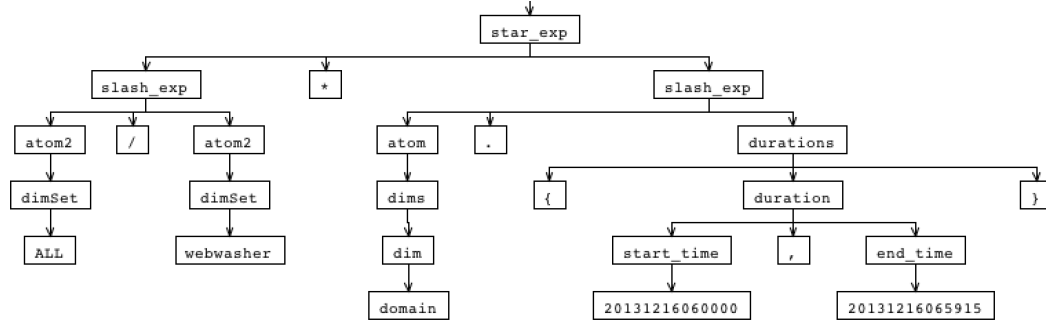 star_exp
slash_exp * slash_exp
atom2 / atom2 atom . durations
dimSet dimSet dims { duration }
ALL webwasher dim start_time , end_time
domain 20131216060000 20131216065915